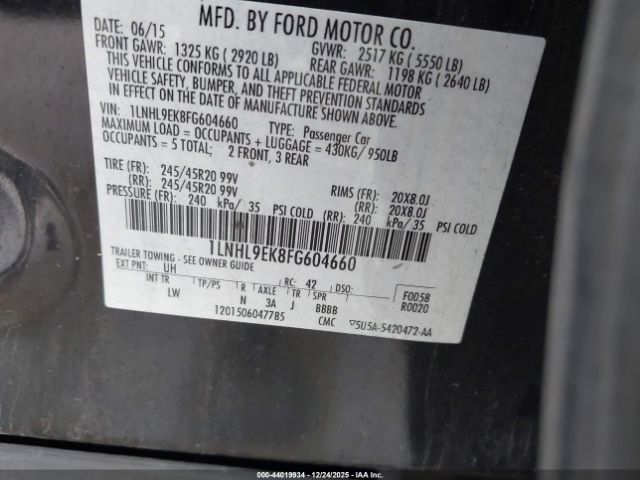 MFD. BY FORD MOTOR CO.
DATE: 06/15 GVWR: 2517 KG ( 5550 LB)
FRONT GAWR: 1325 KG ( 2920 LB) REAR GAWR: 1198 KG ( 2640 LB)
THIS VEHICLE CONFORMS TO ALL APPLICABLE FEDERAL MOTOR
VEHICLE SAFETY, BUMPER, AND THEFT PREVENTION STANDARDS
IN EFFECT ON THE DATE OF MANUFACTURE SHOWN ABOVE.
VIN: 1LNHL9EK8FG604660 TYPE: Passenger Car
MAXIMUM LOAD = OCCUPANTS + LUGGAGE = 430KG/ 950LB
OCCUPANTS = 5 TOTAL; 2 FRONT, 3 REAR
TIRE (FR): 245/45R20 99V RIMS (FR): 20X8.0J
(RR): 245/45R20 99V (RR): 20X8.0J
PRESSURE (FR): 240 kPa/ 35 PSI COLD (RR): 240 kPa/ 35 PSI COLD
1LNHL9EK8FG604660
TRAILER TOWING - SEE OWNER GUIDE
EXT PNT: UH RC: 42 DSO: F0058
INT TR TP/PS R AXLE TR SPR R0020
LW N 3A J BBBB
1201506047785 CMC ▽5U5A-5420472-AA
000-44019934 - 12/24/2025 - IAA Inc.